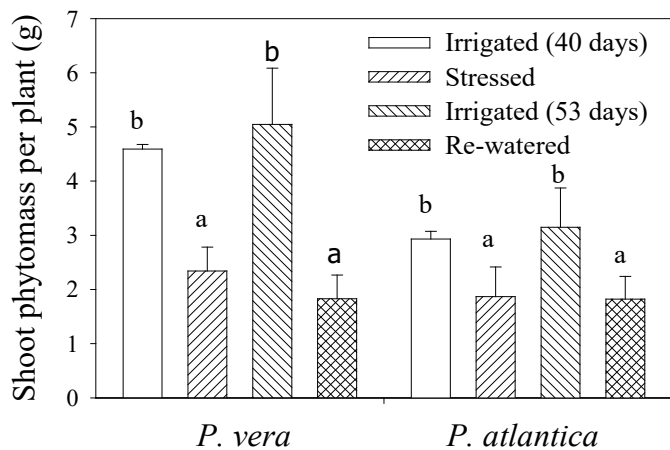 Shoot phytomass per plant (g)
7
6
5
4
3
2
1
0
Irrigated (40 days)
Stressed
Irrigated (53 days)
Re-watered
b
a
b
a
b
a
b
a
P. vera
P. atlantica